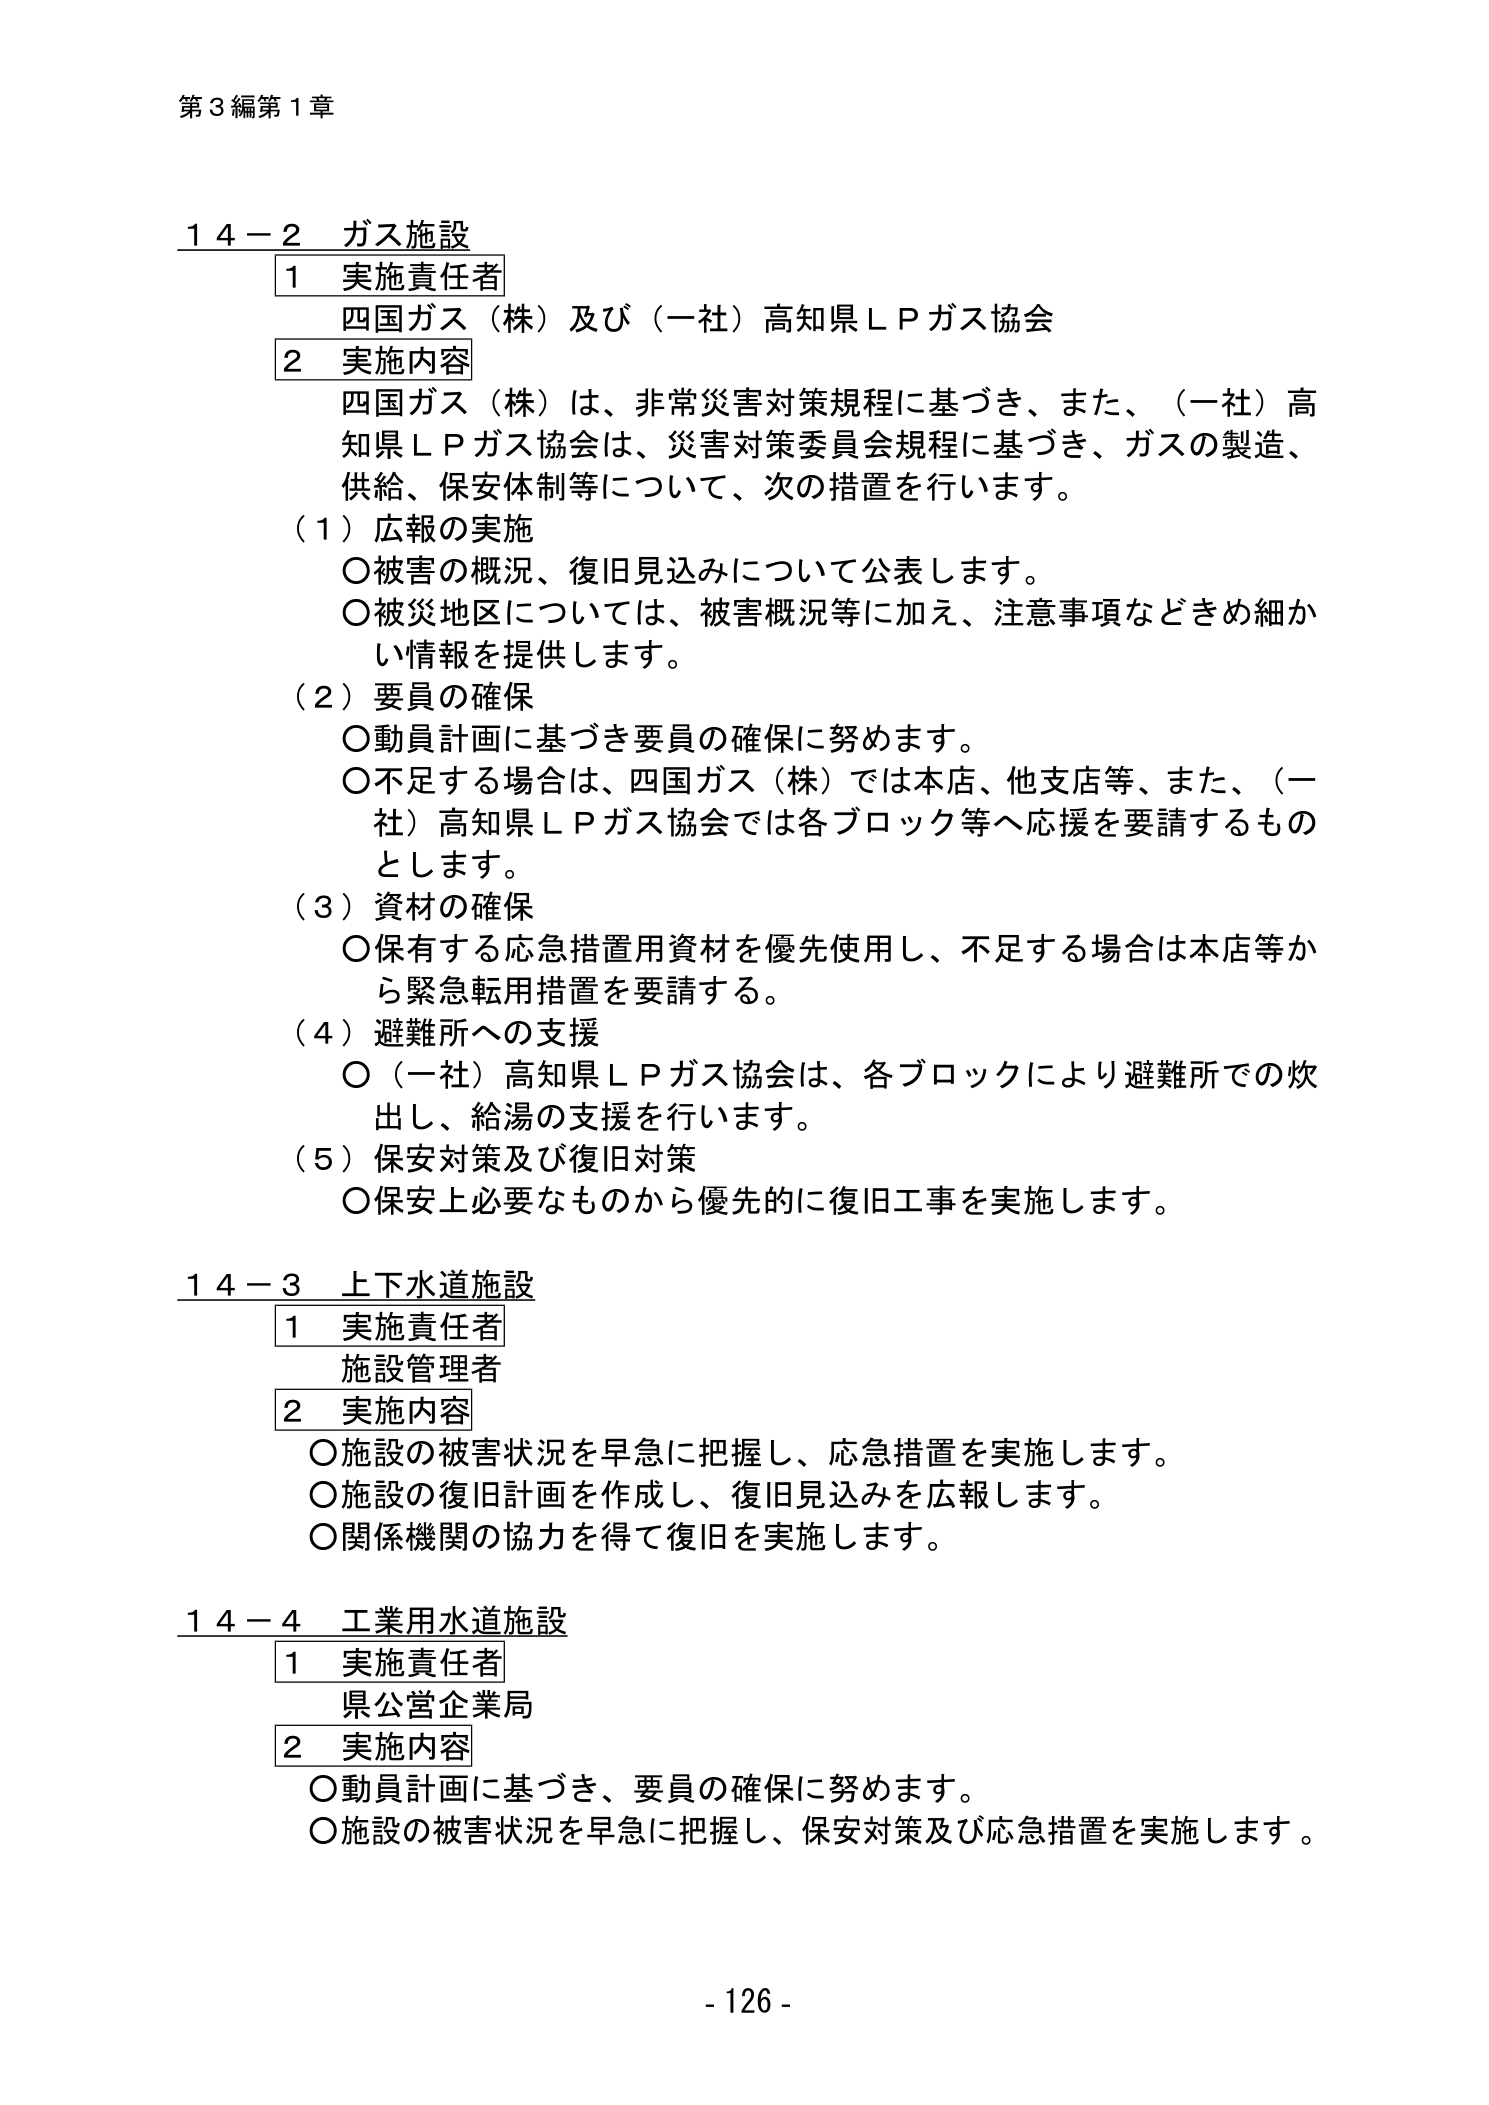 第３編第１章
１４－２　ガス施設
１　実施責任者
四国ガス（株）及び（一社）高知県ＬＰガス協会
２　実施内容
四国ガス（株）は、非常災害対策規程に基づき、また、（一社）高
知県ＬＰガス協会は、災害対策委員会規程に基づき、ガスの製造、
供給、保安体制等について、次の措置を行います。
（１）広報の実施
〇被害の概況、復旧見込みについて公表します。
〇被災地区については、被害概況等に加え、注意事項などきめ細か
い情報を提供します。
（２）要員の確保
〇動員計画に基づき要員の確保に努めます。
〇不足する場合は、四国ガス（株）では本店、他支店等、また、（一
社）高知県ＬＰガス協会では各ブロック等へ応援を要請するもの
とします。
（３）資材の確保
〇保有する応急措置用資材を優先使用し、不足する場合は本店等か
ら緊急転用措置を要請する。
（４）避難所への支援
〇（一社）高知県ＬＰガス協会は、各ブロックにより避難所での炊
出し、給湯の支援を行います。
（５）保安対策及び復旧対策
〇保安上必要なものから優先的に復旧工事を実施します。
１４－３　上下水道施設
１　実施責任者
施設管理者
２　実施内容
〇施設の被害状況を早急に把握し、応急措置を実施します。
〇施設の復旧計画を作成し、復旧見込みを広報します。
〇関係機関の協力を得て復旧を実施します。
１４－４　工業用水道施設
１　実施責任者
県公営企業局
２　実施内容
〇動員計画に基づき、要員の確保に努めます。
〇施設の被害状況を早急に把握し、保安対策及び応急措置を実施します。
- 126 -